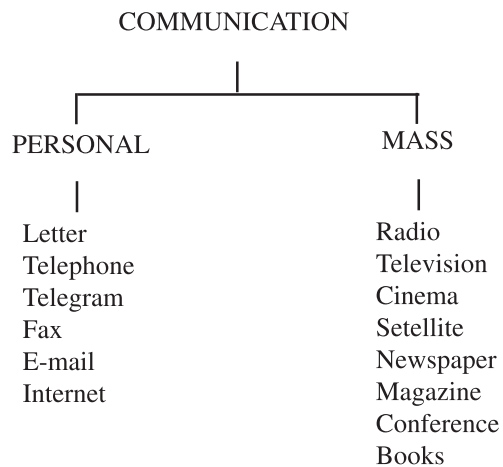 COMMUNICATION
PERSONAL
MASS
Letter
Telephone
Telegram
Fax
E-mail
Internet
Radio
Television
Cinema
Setellite
Newspaper
Magazine
Conference
Books